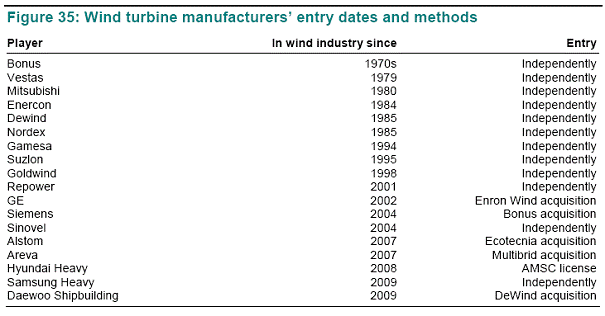 Figure 35: Wind turbine manufacturers’ entry dates and methods
Player In wind industry since Entry
Bonus 1970s Independently
Vestas 1979 Independently
Mitsubishi 1980 Independently
Enercon 1984 Independently
Dewind 1985 Independently
Nordex 1985 Independently
Gamesa 1994 Independently
Suzlon 1995 Independently
Goldwind 1998 Independently
Repower 2001 Independently
GE 2002 Enron Wind acquisition
Siemens 2004 Bonus acquisition
Sinovel 2004 Independently
Alstom 2007 Ecotecnia acquisition
Areva 2007 Multibrid acquisition
Hyundai Heavy 2008 AMSC license
Samsung Heavy 2009 Independently
Daewoo Shipbuilding 2009 DeWind acquisition